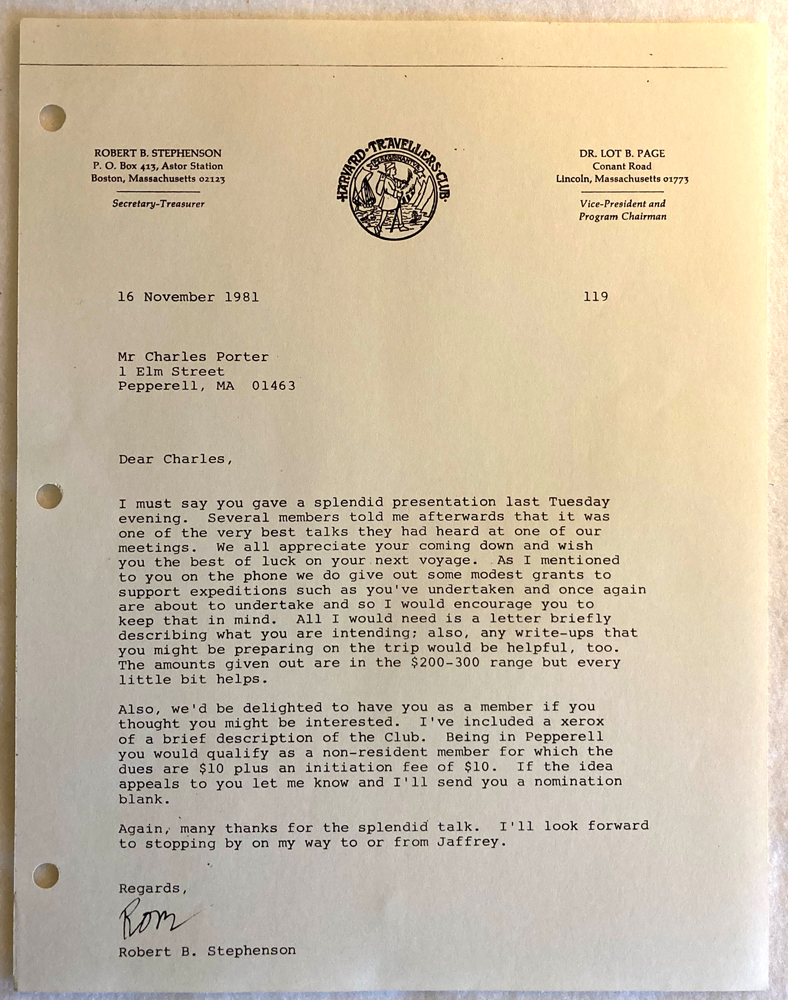 ROBERT B. STEPHENSON
P. O. Box 413, Astor Station
Boston, Massachusetts 02123
Secretary-Treasurer
HARVARD·TRAVELLERS·CLUB·
DR. LOT B. PAGE
Conant Road
Lincoln, Massachusetts 01773
Vice-President and
Program Chairman
16 November 1981 119
Mr Charles Porter
1 Elm Street
Pepperell, MA 01463
Dear Charles,
I must say you gave a splendid presentation last Tuesday
evening. Several members told me afterwards that it was
one of the very best talks they had heard at one of our
meetings. We all appreciate your coming down and wish
you the best of luck on your next voyage. As I mentioned
to you on the phone we do give out some modest grants to
support expeditions such as you've undertaken and once again
are about to undertake and so I would encourage you to
keep that in mind. All I would need is a letter briefly
describing what you are intending; also, any write-ups that
you might be preparing on the trip would be helpful, too.
The amounts given out are in the $200-300 range but every
little bit helps.
Also, we'd be delighted to have you as a member if you
thought you might be interested. I've included a xerox
of a brief description of the Club. Being in Pepperell
you would qualify as a non-resident member for which the
dues are $10 plus an initiation fee of $10. If the idea
appeals to you let me know and I'll send you a nomination
blank.
Again, many thanks for the splendid talk. I'll look forward
to stopping by on my way to or from Jaffrey.
Regards,
Rob
Robert B. Stephenson